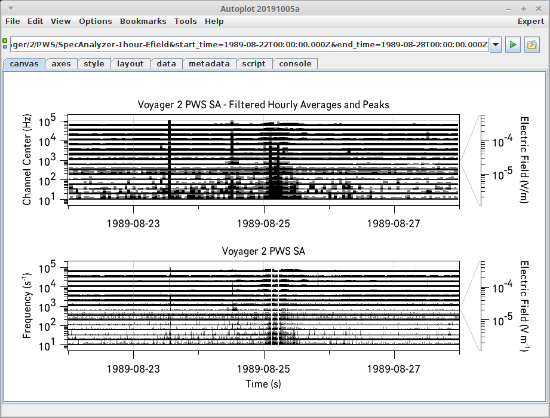 Autoplot 20191005a
File Edit View Options Bookmarks Tools Help Expert
ger/2/PWS/SpecAnalyzer-1hour-Efield&start_time=1989-08-22T00:00:00.000Z&end_time=1989-08-28T00:00:00.000Z
canvas axes style layout data metadata script console
Voyager 2 PWS SA - Filtered Hourly Averages and Peaks
Channel Center (Hz)
10^5
10^4
10^3
10^2
10^1
1989-08-23 1989-08-25 1989-08-27
10^-4
10^-5
Electric Field (V/m)
Voyager 2 PWS SA
Frequency (s^-1)
10^5
10^4
10^3
10^2
10^1
1989-08-23 1989-08-25 1989-08-27
Time (s)
10^-4
10^-5
Electric Field (V m^-1)